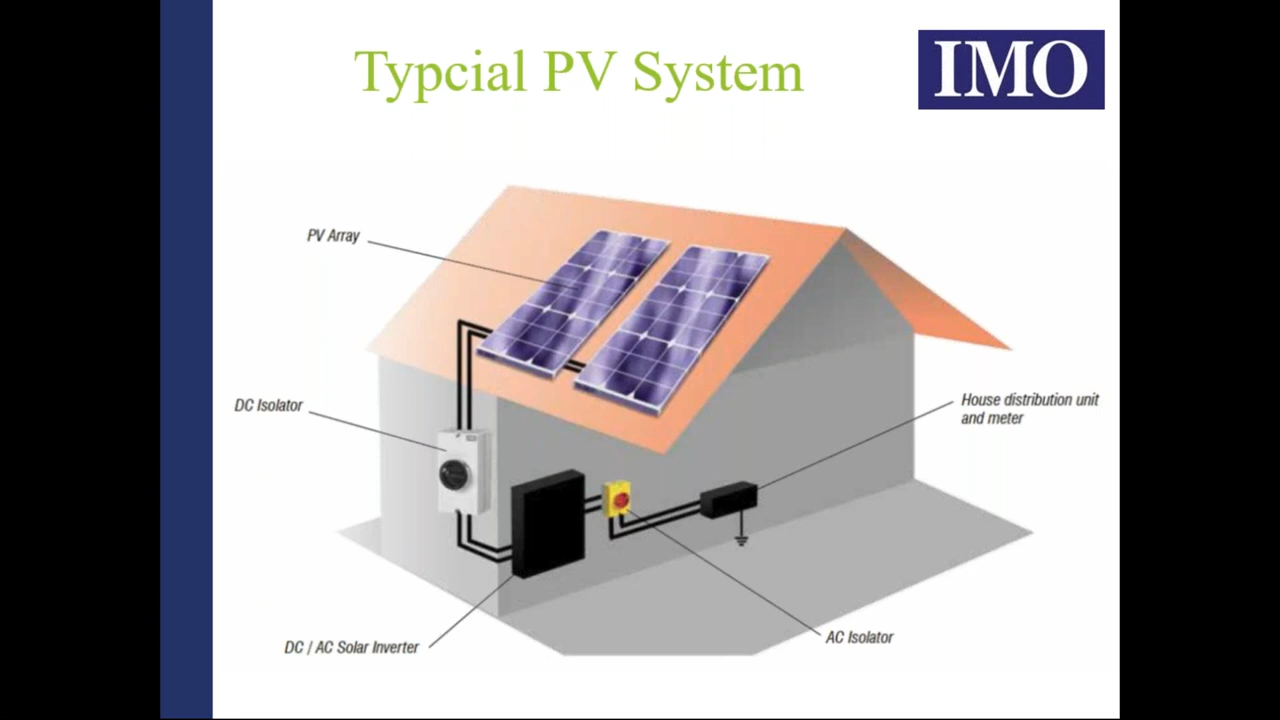 Typcial PV System
IMO
PV Array
DC Isolator
House distribution unit
and meter
AC Isolator
DC / AC Solar Inverter